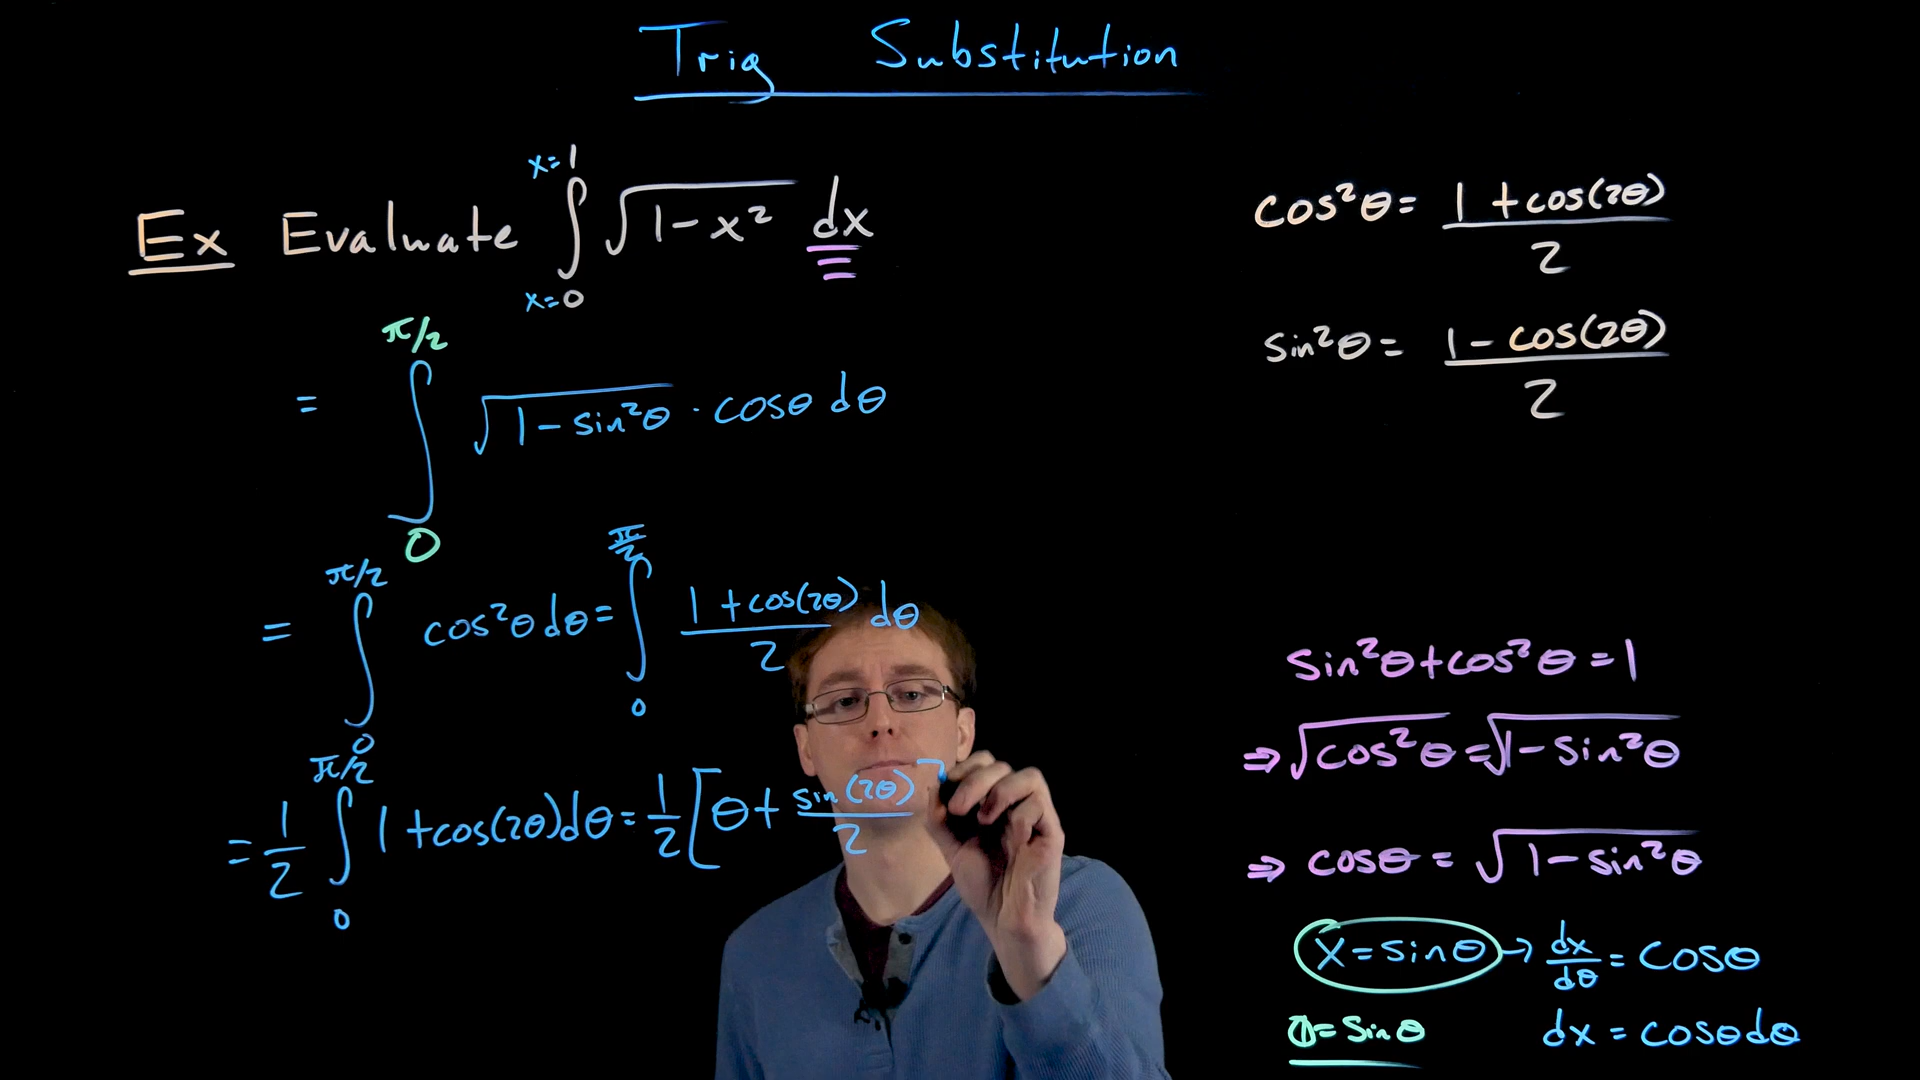 Trig Substitution
Ex Evaluate ∫_{x=0}^{x=1} √(1-x²) dx
= ∫_0^{π/2} √(1-sin²θ) · cosθ dθ
= ∫_0^{π/2} cos²θ dθ = ∫_0^{π/2} (1+cos(2θ))/2 dθ
= 1/2 ∫_0^{π/2} 1+cos(2θ)dθ = 1/2 [θ + sin(2θ)/2 ]
cos²θ = (1+cos(2θ))/2
sin²θ = (1-cos(2θ))/2
sin²θ+cos²θ=1
⇒ √(cos²θ) = √(1-sin²θ)
⇒ cosθ = √(1-sin²θ)
x=sinθ → dx/dθ = cosθ
= sinθ dx = cosθdθ